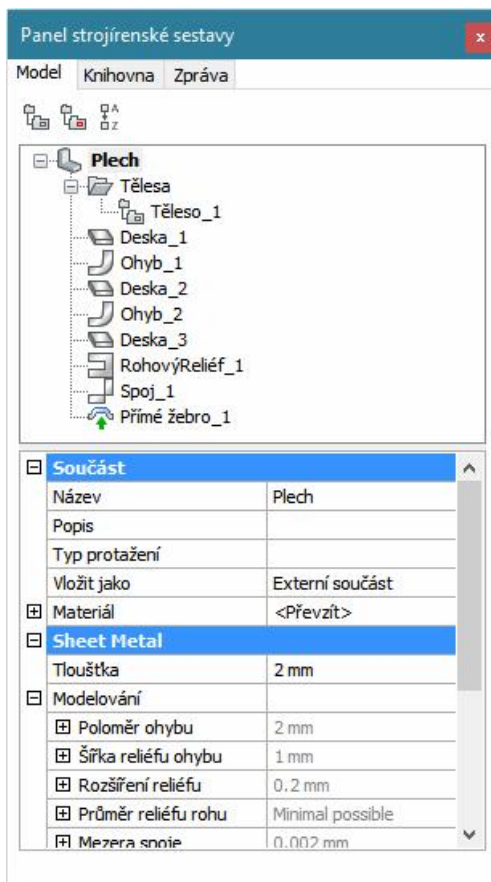 Panel strojírenské sestavy
x
Model Knihovna Zpráva
A
Z
Plech
Tělesa
Těleso_1
Deska_1
Ohyb_1
Deska_2
Ohyb_2
Deska_3
RohovýReliéf_1
Spoj_1
Přímé žebro_1
Součást
Název Plech
Popis
Typ protažení
Vložit jako Externí součást
Materiál <Převzít>
Sheet Metal
Tloušťka 2 mm
Modelování
Poloměr ohybu 2 mm
Šířka reliéfu ohybu 1 mm
Rozšíření reliéfu 0.2 mm
Průměr reliéfu rohu Minimal possible
Mezera spoje 0.002 mm